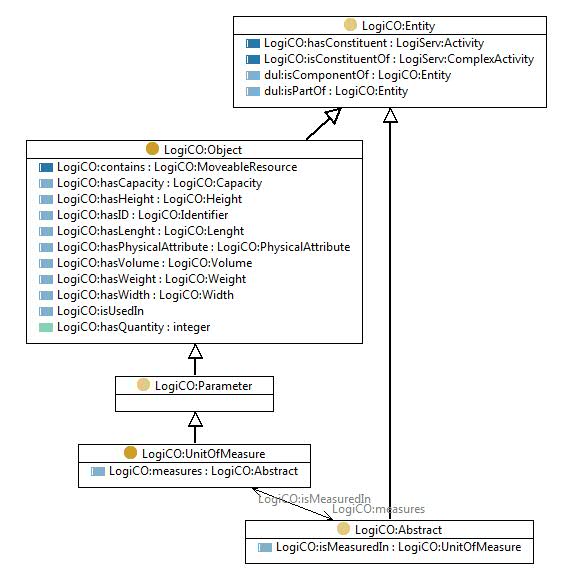 LogiCO:Entity
LogiCO:hasConstituent : LogiServ:Activity
LogiCO:isConstituentOf : LogiServ:ComplexActivity
dul:isComponentOf : LogiCO:Entity
dul:isPartOf : LogiCO:Entity
LogiCO:Object
LogiCO:contains : LogiCO:MoveableResource
LogiCO:hasCapacity : LogiCO:Capacity
LogiCO:hasHeight : LogiCO:Height
LogiCO:hasID : LogiCO:Identifier
LogiCO:hasLenght : LogiCO:Lenght
LogiCO:hasPhysicalAttribute : LogiCO:PhysicalAttribute
LogiCO:hasVolume : LogiCO:Volume
LogiCO:hasWeight : LogiCO:Weight
LogiCO:hasWidth : LogiCO:Width
LogiCO:isUsedIn
LogiCO:hasQuantity : integer
LogiCO:Parameter
LogiCO:UnitOfMeasure
LogiCO:measures : LogiCO:Abstract
LogiCO:isMeasuredIn
LogiCO:measures
LogiCO:Abstract
LogiCO:isMeasuredIn : LogiCO:UnitOfMeasure